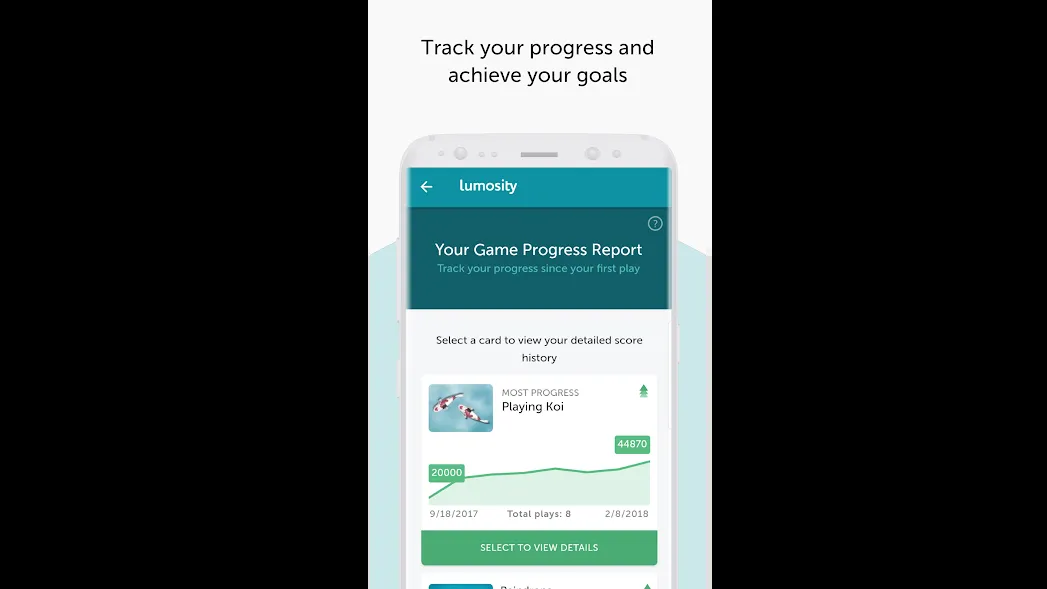 Track your progress and
achieve your goals
lumosity
?
Your Game Progress Report
Track your progress since your first play
Select a card to view your detailed score
history
MOST PROGRESS
Playing Koi
44870
20000
9/18/2017 Total plays: 8 2/8/2018
SELECT TO VIEW DETAILS